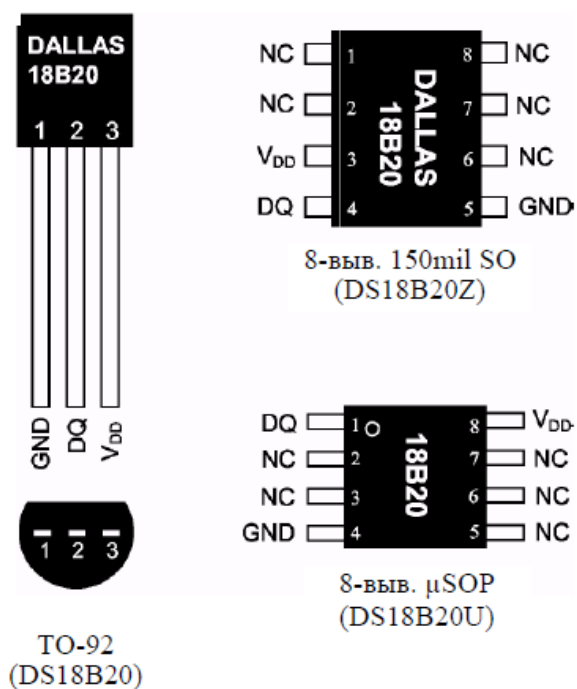 DALLAS
18B20
1 2 3
GND
DQ
VDD
1 2 3
TO-92
(DS18B20)
NC 1 8 NC
NC 2 7 NC
VDD 3 6 NC
DQ 4 5 GND
DALLAS
18B20
8-выв. 150mil SO
(DS18B20Z)
DQ 1 8 VDD
NC 2 7 NC
NC 3 6 NC
GND 4 5 NC
18B20
8-выв. µSOP
(DS18B20U)